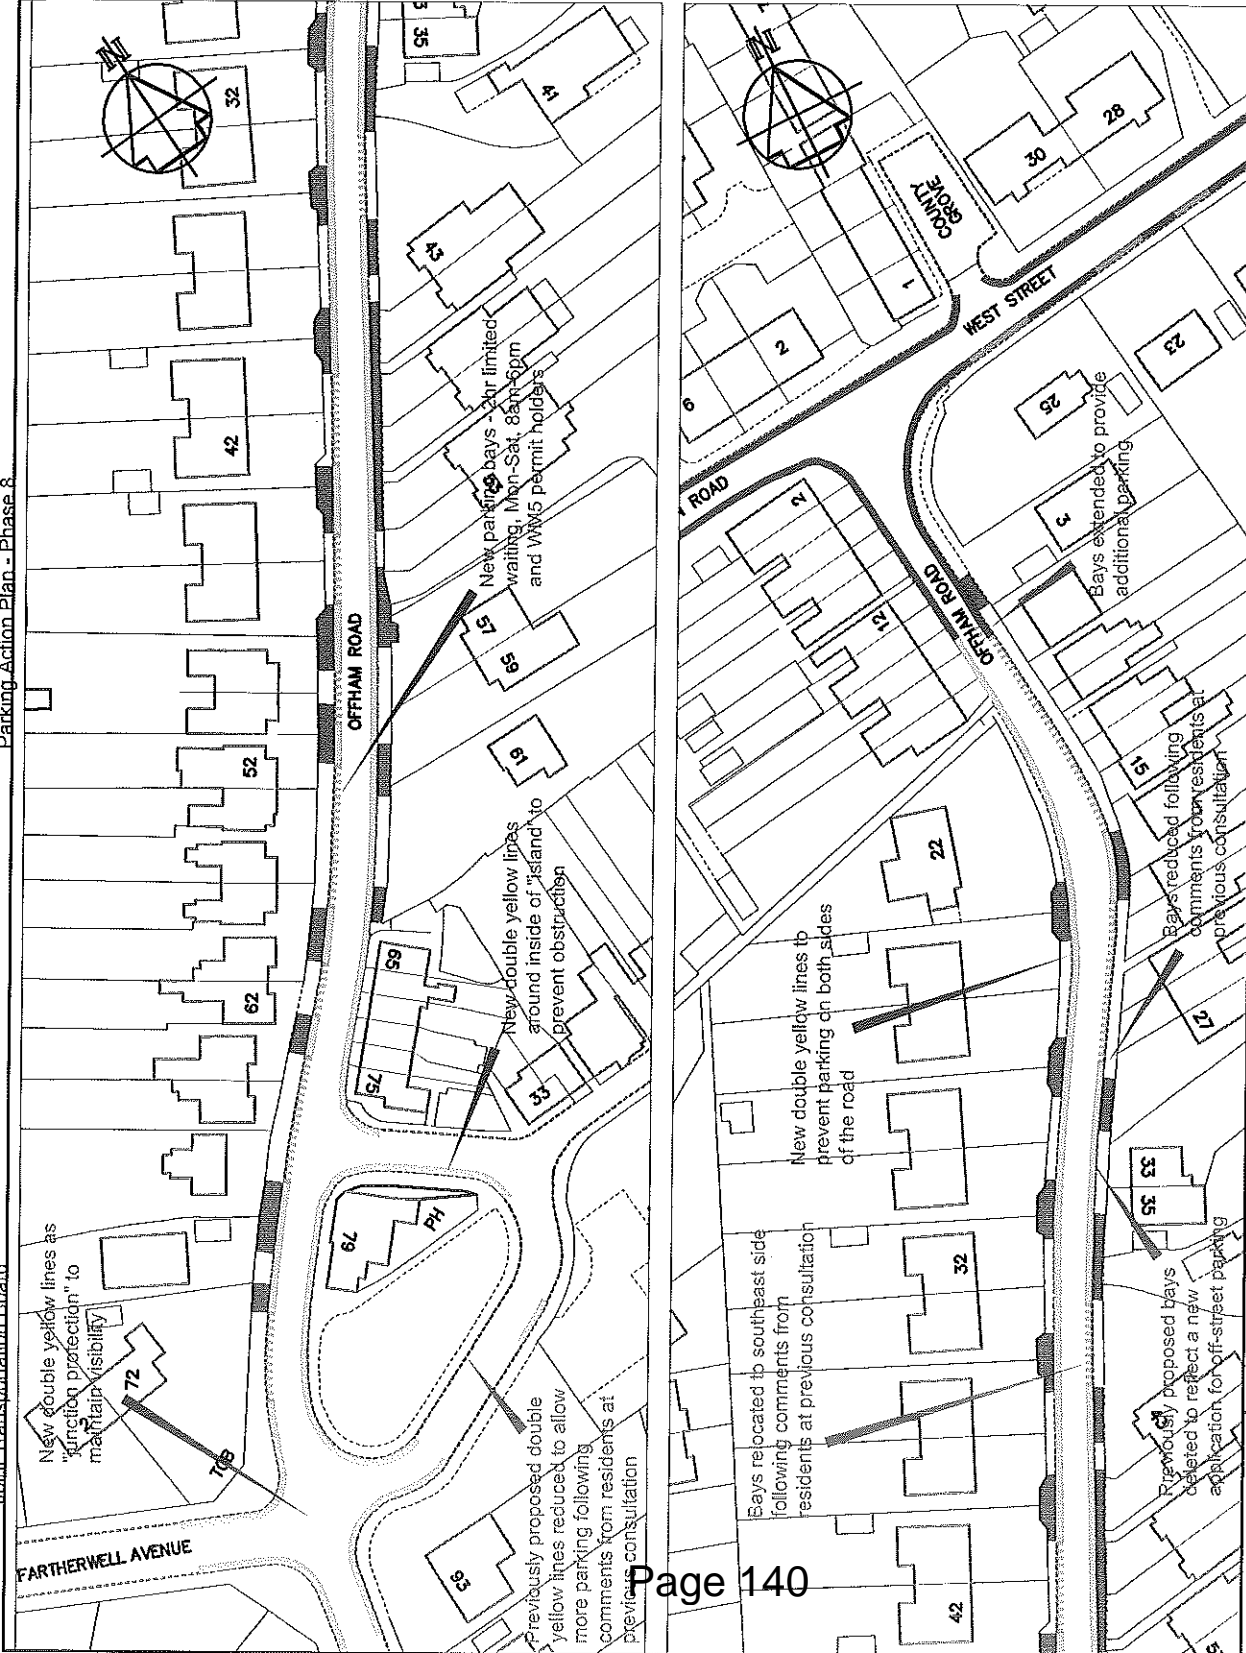 Parking Action Plan - Phase 8
N
32
42
52
62
72
TCB
FARTHERWELL AVENUE
OFFHAM ROAD
35
41
43
57
59
61
65
75
33
79
PH
93
New parking bays - 2hr limited
waiting, Mon-Sat, 8am-6pm
and WM5 permit holders
New double yellow lines
around inside of "island" to
prevent obstruction
New double yellow lines as
"junction protection" to
maintain visibility
Previously proposed double
yellow lines reduced to allow
more parking following
comments from residents at
previous consultation
N
COUNTY
GROVE
30
28
1
2
6
WEST STREET
ROAD
23
25
3
2
12
OFFHAM ROAD
15
22
27
33
35
32
42
Bays extended to provide
additional parking
Bays reduced following
comments from residents at
previous consultation
New double yellow lines to
prevent parking on both sides
of the road
Bays relocated to southeast side
following comments from
residents at previous consultation
Previously proposed bays
deleted to reflect a new
application for off-street parking
Page 140